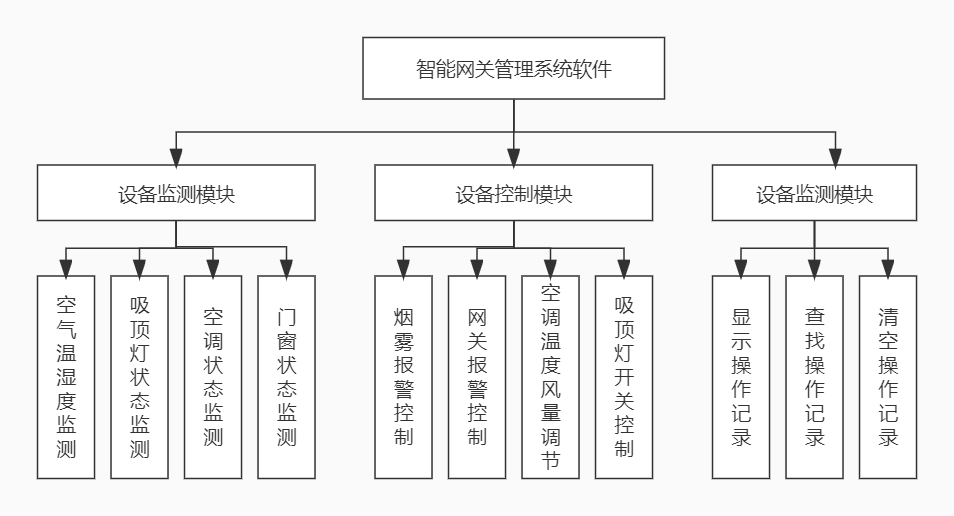 智能网关管理系统软件
设备监测模块
设备控制模块
设备监测模块
空气温湿度监测
吸顶灯状态监测
空调状态监测
门窗状态监测
烟雾报警控制
网关报警控制
空调温度风量调节
吸顶灯开关控制
显示操作记录
查找操作记录
清空操作记录